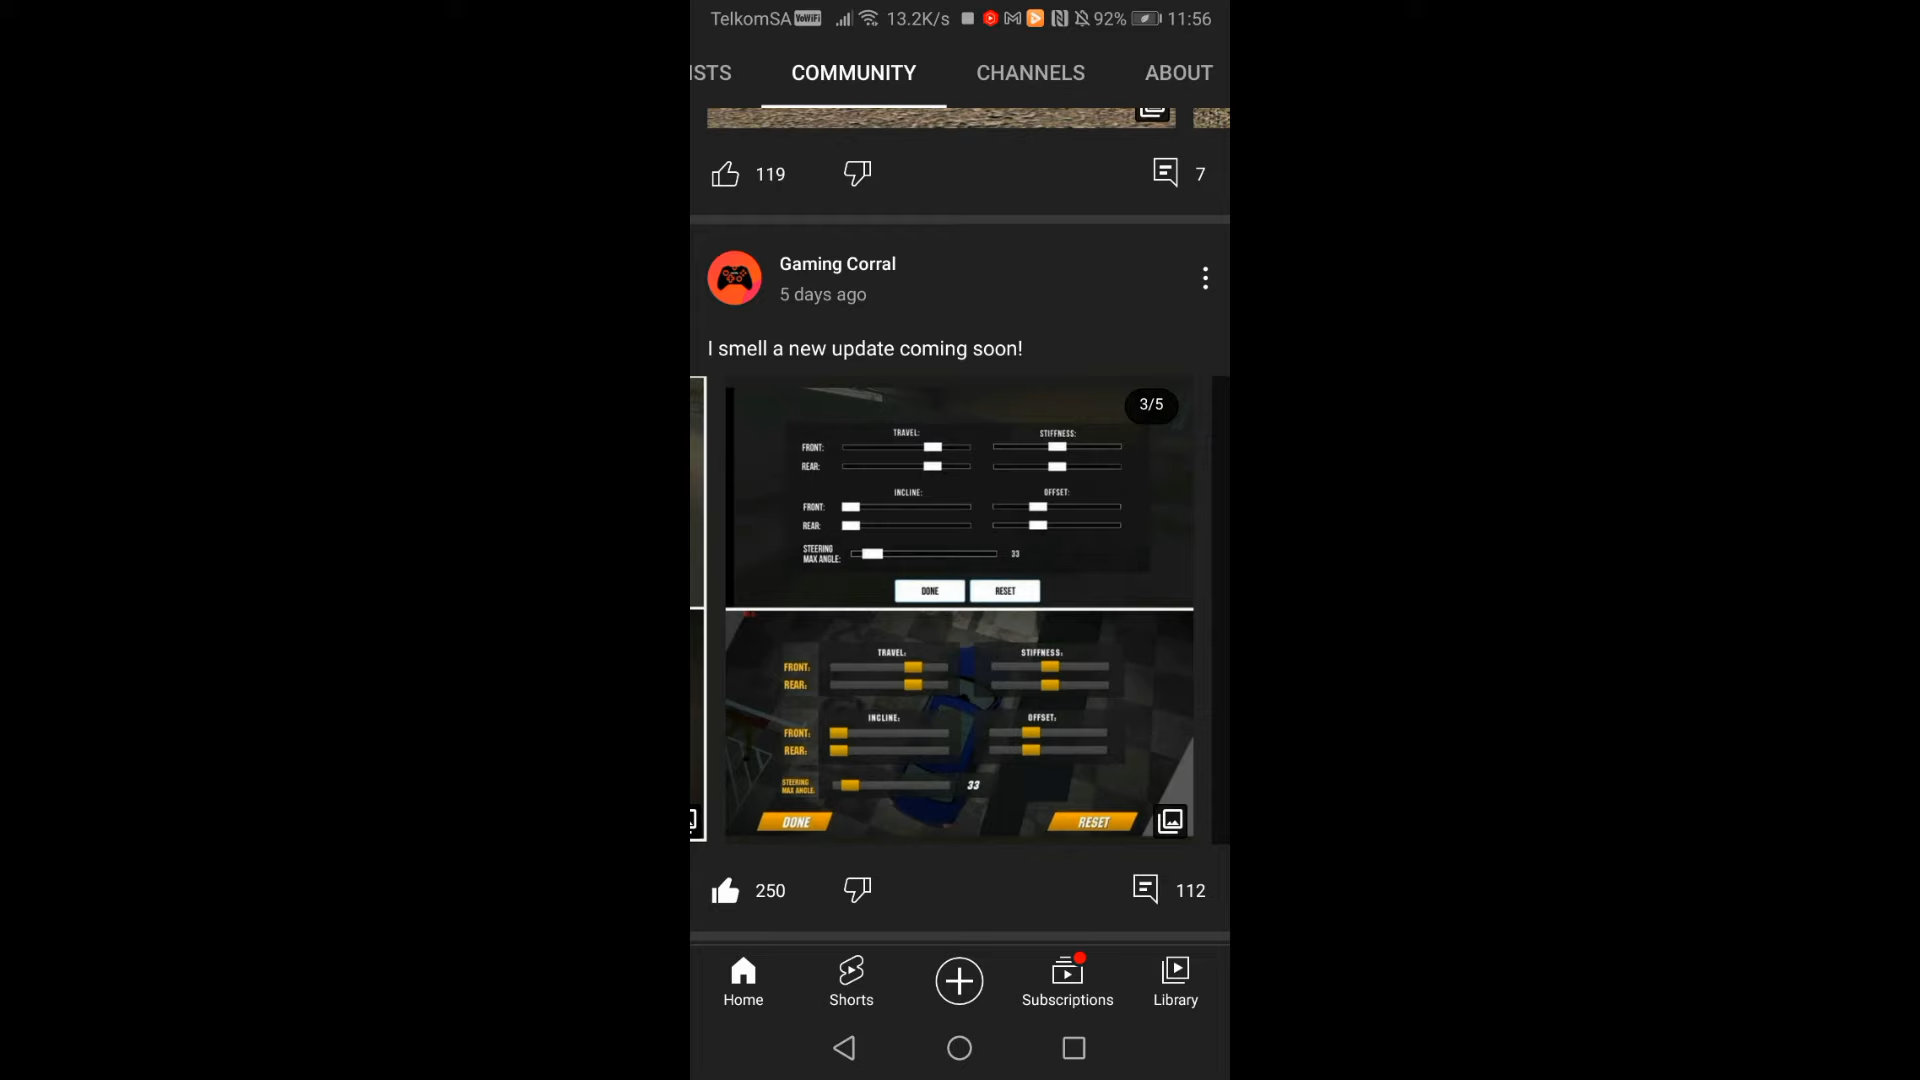 TelkomSA VoWiFi 13.2K/s 92% 11:56
ISTS COMMUNITY CHANNELS ABOUT
119 7
Gaming Corral
5 days ago
I smell a new update coming soon!
3/5
TRAVEL: STIFFNESS:
FRONT:
REAR:
INCLINE: OFFSET:
FRONT:
REAR:
STEERING
MAX ANGLE: 33
DONE RESET
TRAVEL: STIFFNESS:
FRONT:
REAR:
INCLINE: OFFSET:
FRONT:
REAR:
STEERING
MAX ANGLE: 33
DONE RESET
250 112
Home Shorts Subscriptions Library